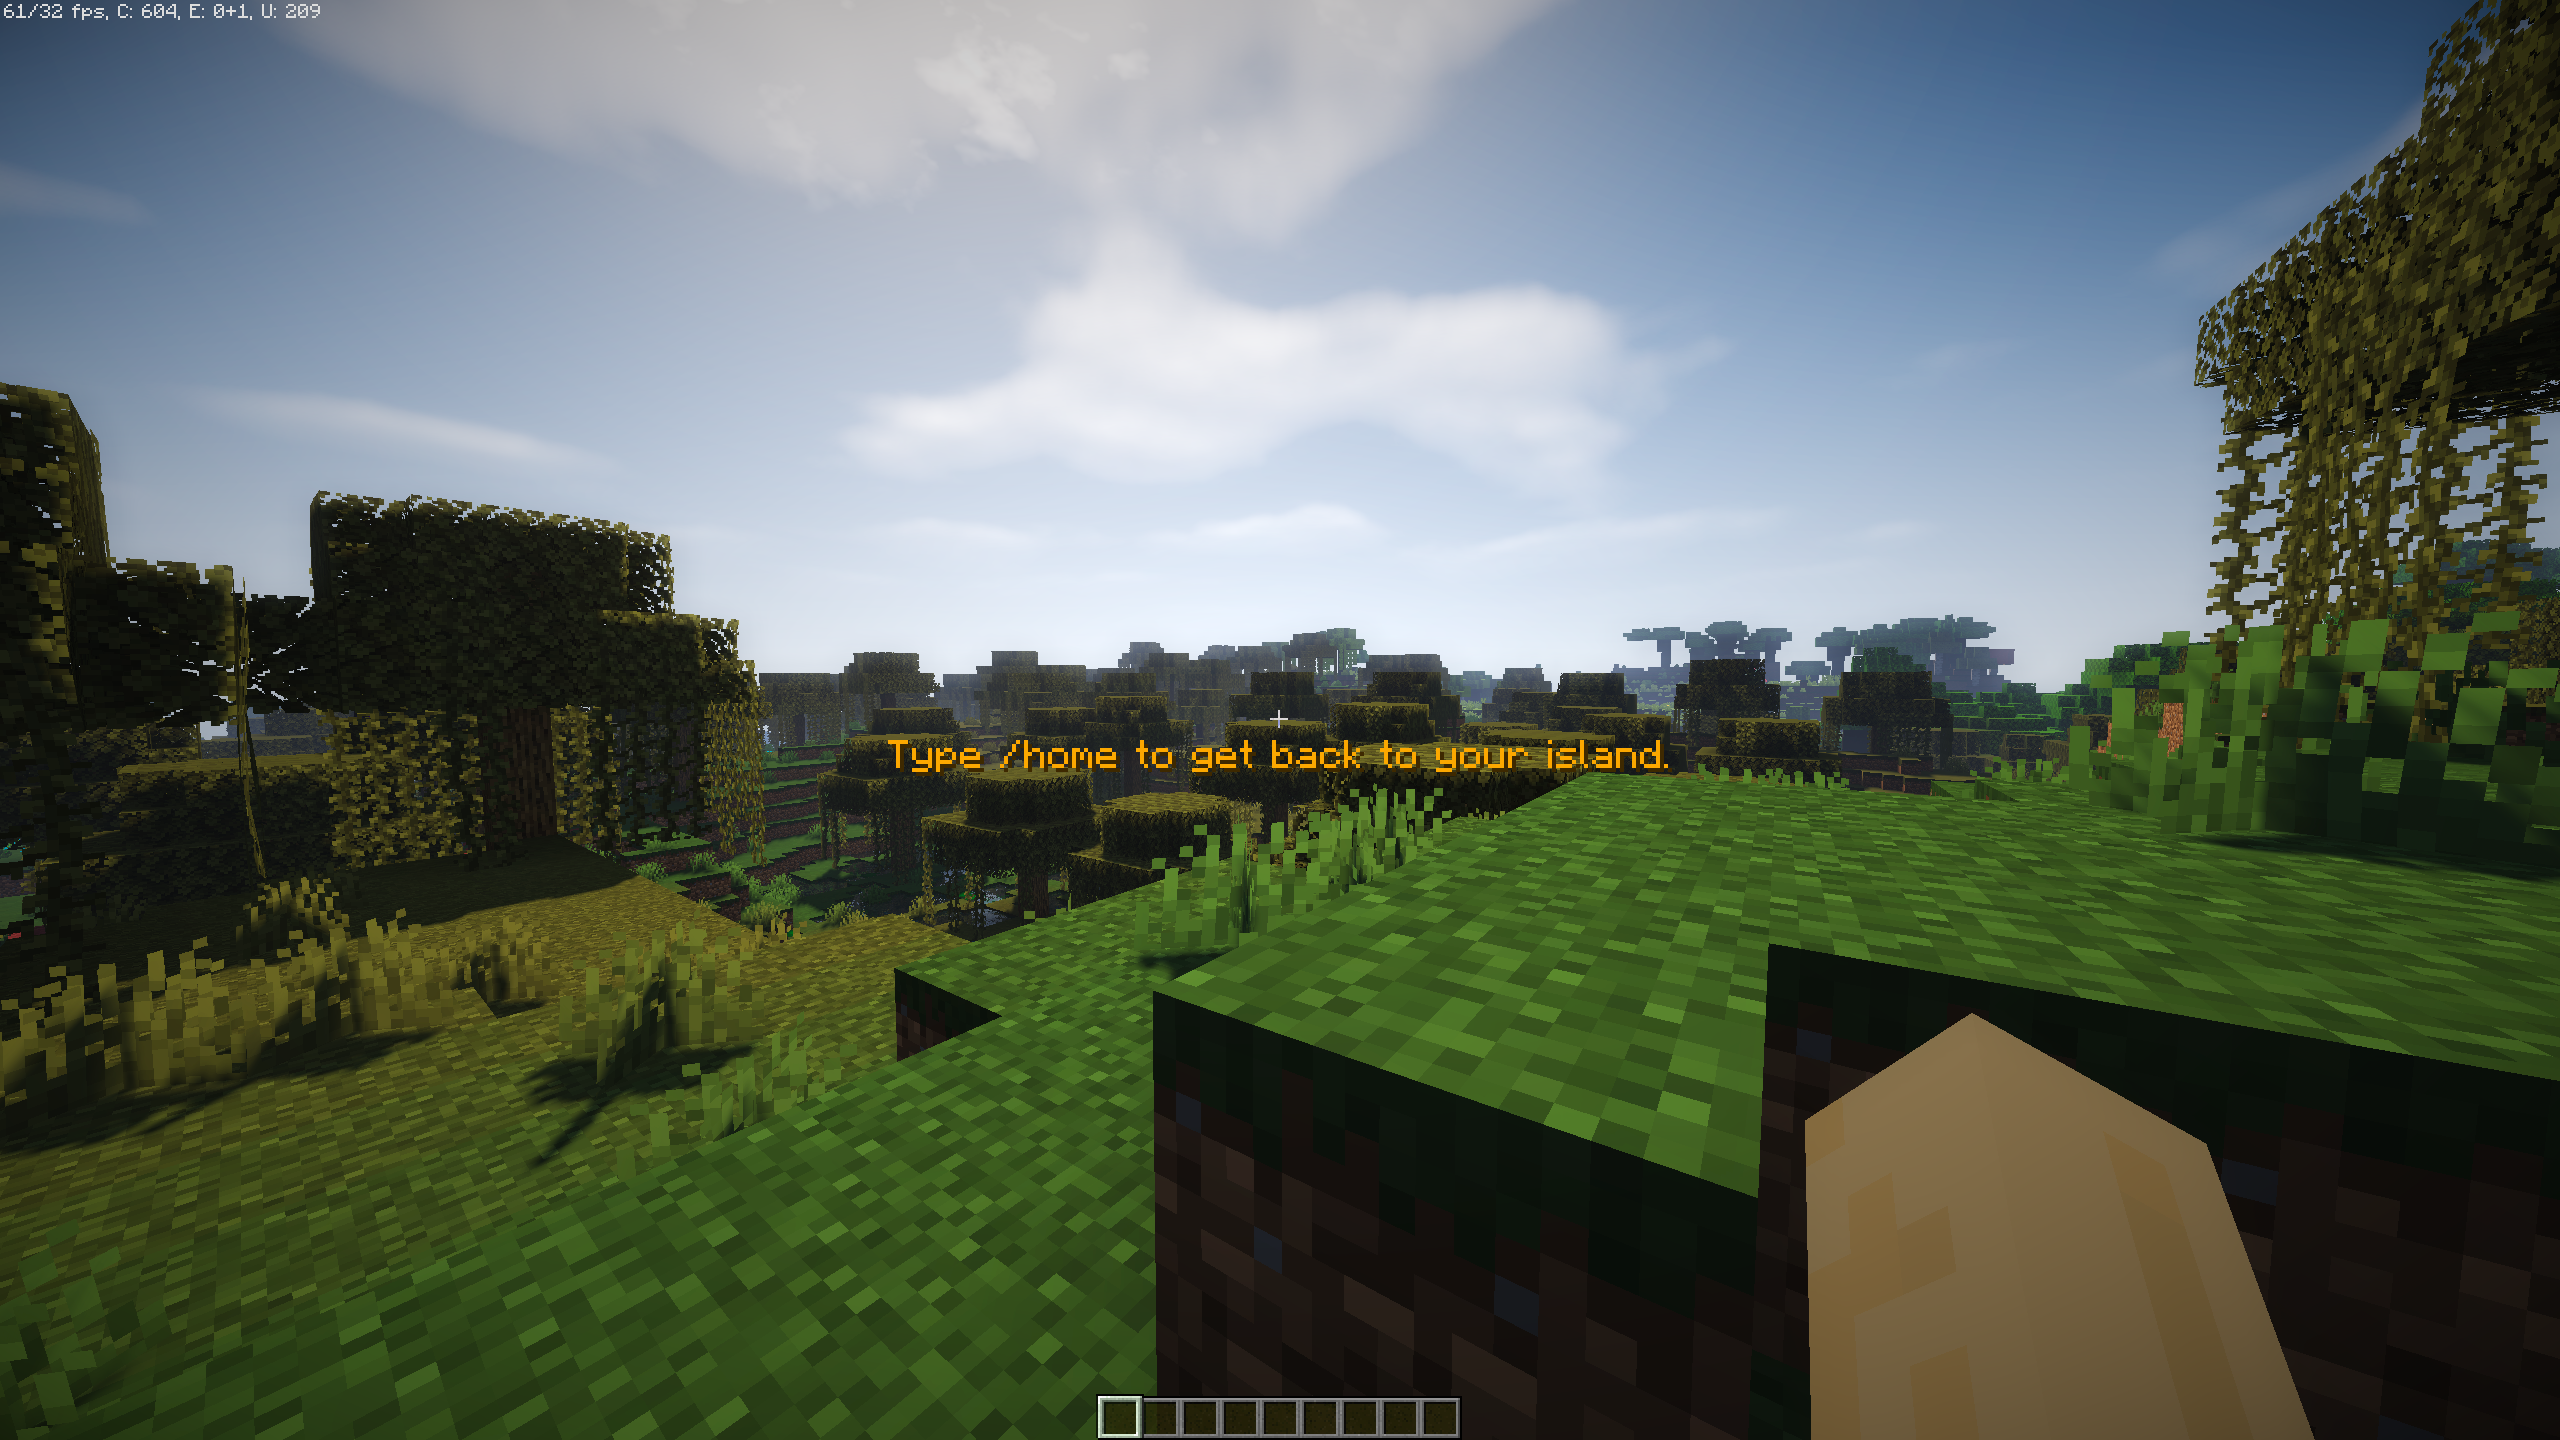 61/32 fps, C: 604, E: 0+1, U: 209
Type /home to get back to your island.